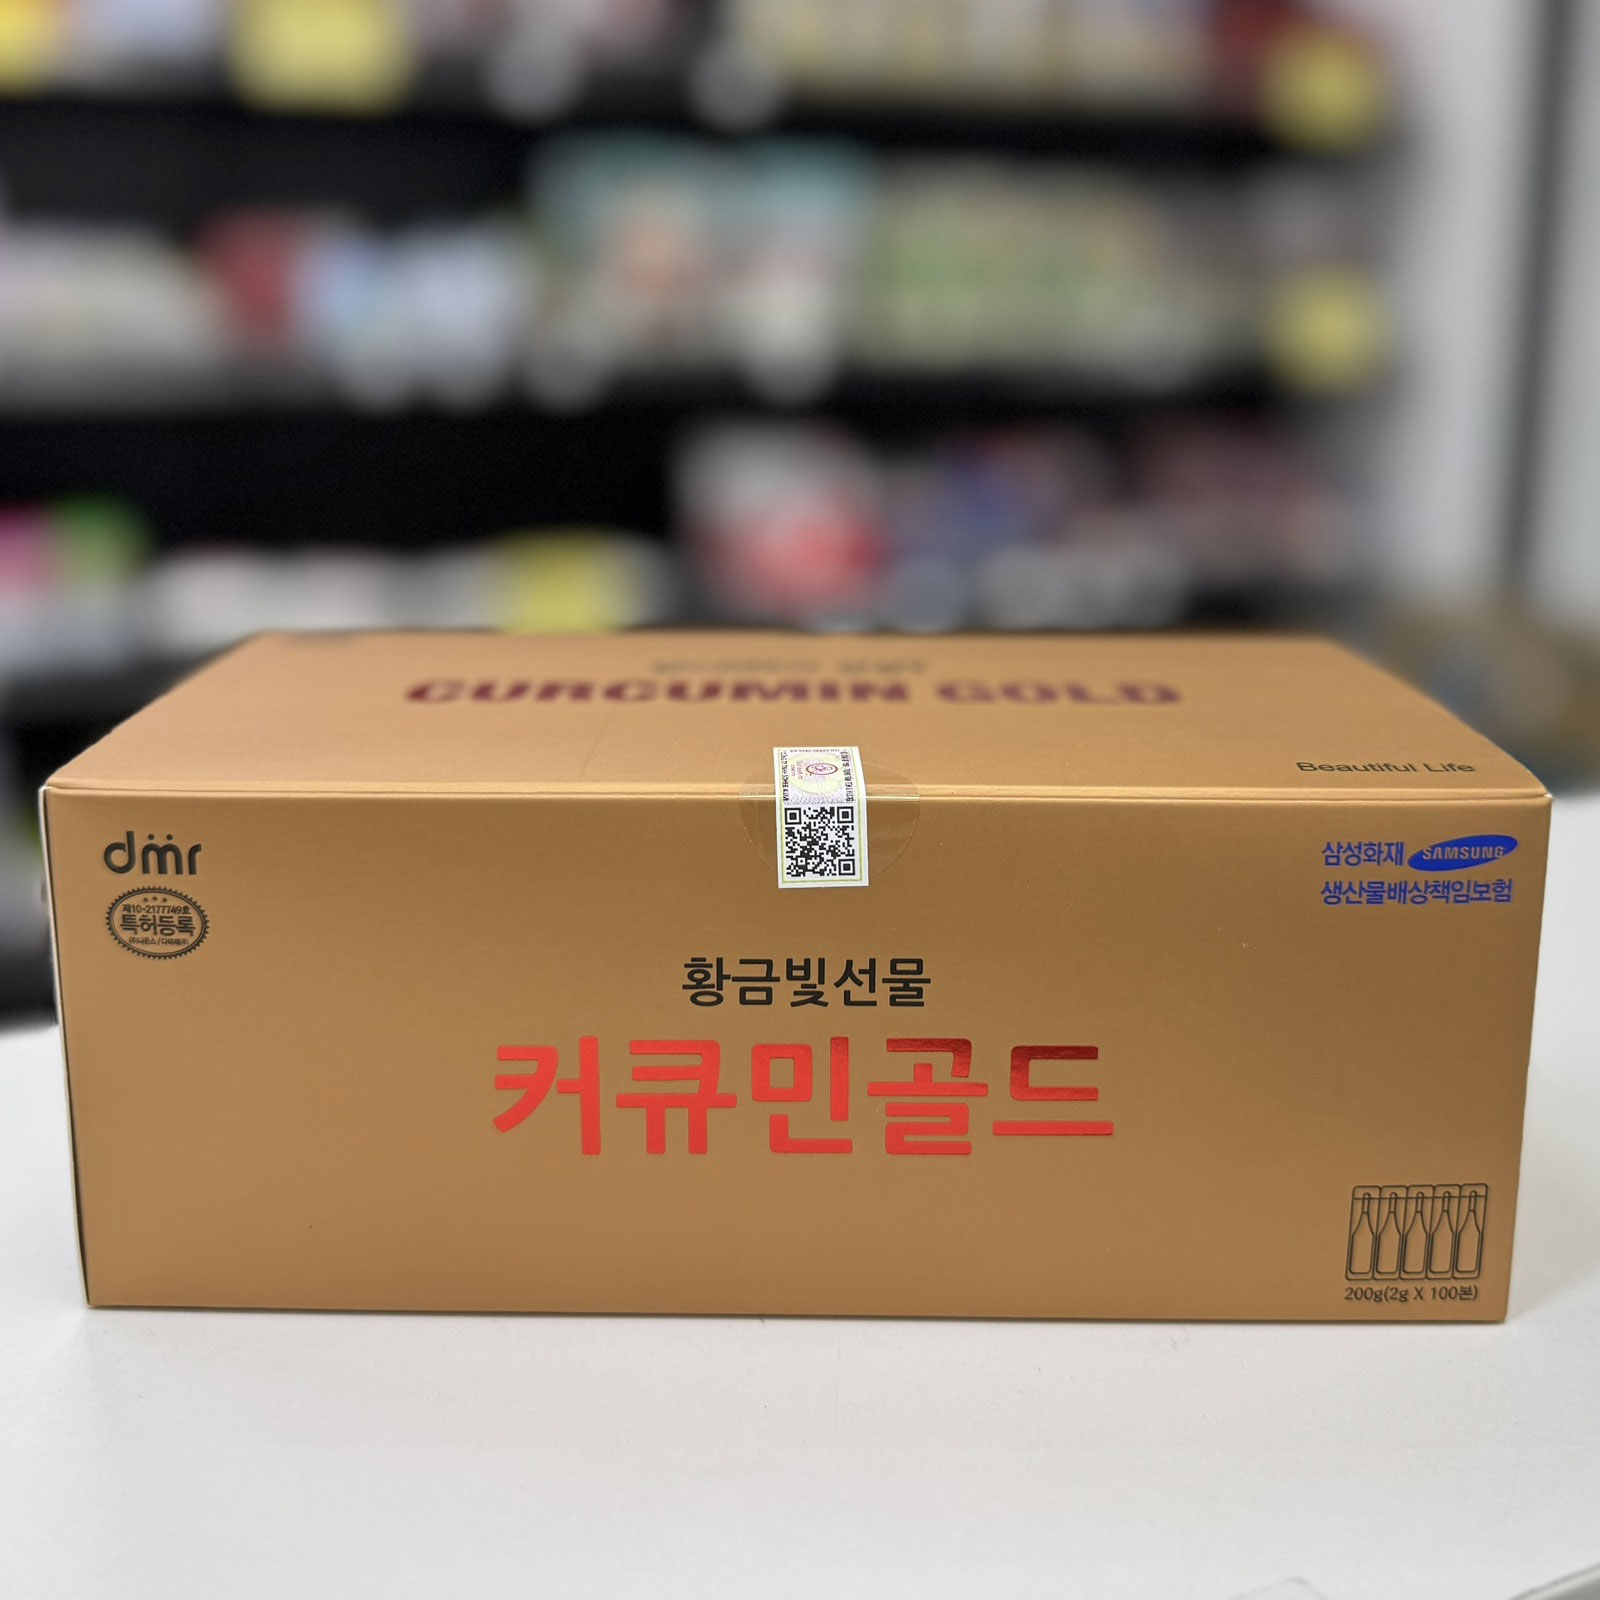 CURCUMIN GOLD
Beautiful Life
dmr
제10-2177749호
특허등록
삼성화재 SAMSUNG
생산물배상책임보험
황금빛선물
커큐민골드
200g(2g X 100본)